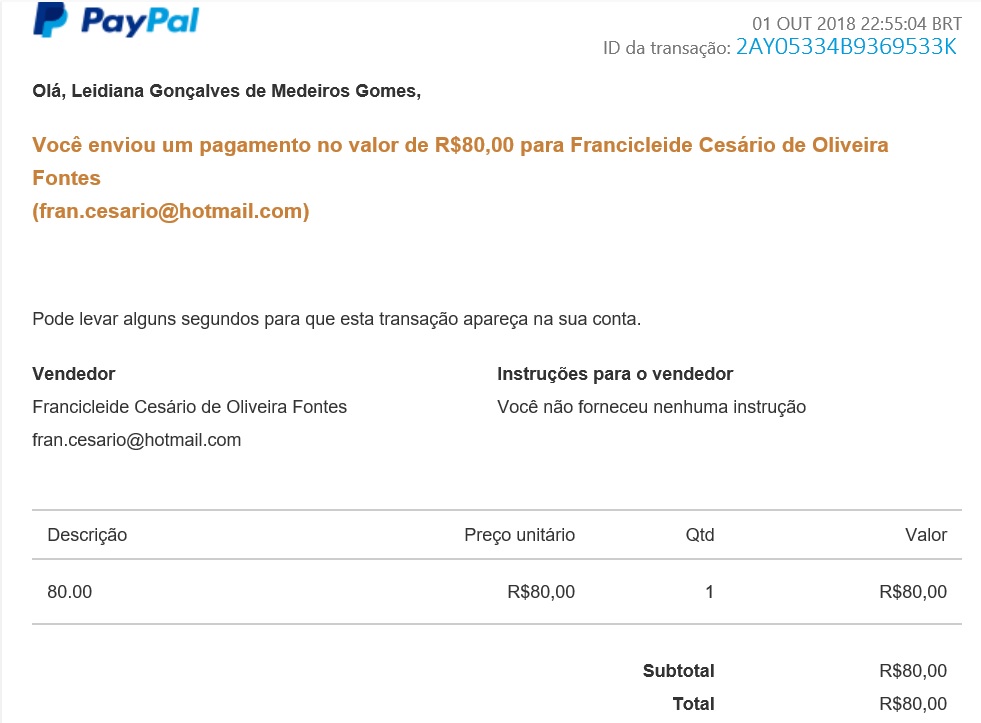 PayPal
01 OUT 2018 22:55:04 BRT
ID da transação: 2AY05334B9369533K
Olá, Leidiana Gonçalves de Medeiros Gomes,
Você enviou um pagamento no valor de R$80,00 para Francicleide Cesário de Oliveira
Fontes
(fran.cesario@hotmail.com)
Pode levar alguns segundos para que esta transação apareça na sua conta.
Vendedor
Francicleide Cesário de Oliveira Fontes
fran.cesario@hotmail.com
Instruções para o vendedor
Você não forneceu nenhuma instrução
Descrição Preço unitário Qtd Valor
80.00 R$80,00 1 R$80,00
Subtotal R$80,00
Total R$80,00